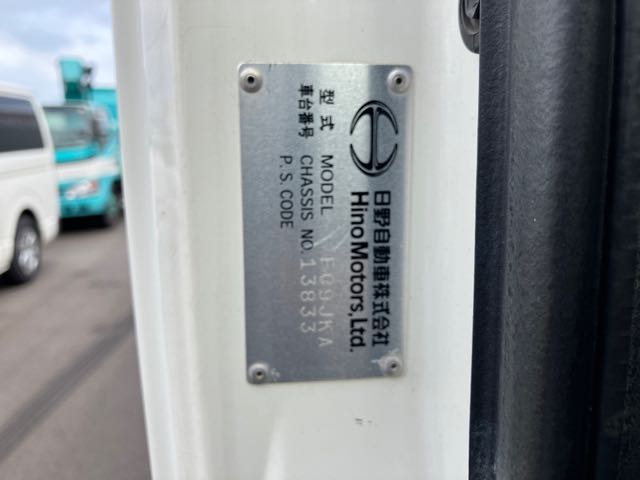 日野自動車株式会社
Hino Motors, Ltd.
型式 MODEL FC9JKA
車台番号 CHASSIS NO. 13833
P.S. CODE